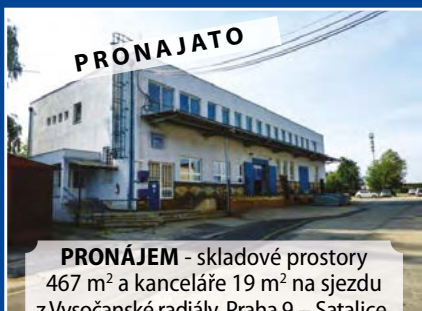 PRONAJATO
PRONÁJEM - skladové prostory
467 m² a kanceláře 19 m² na sjezdu
z Vysočanské radiály, Praha 9 – Satalice